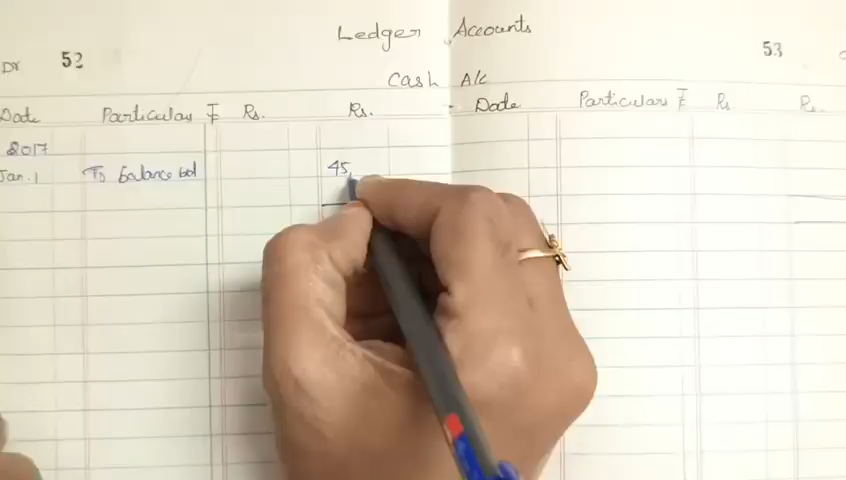 Ledger Accounts
Dr 52 53
Cash A/c
Date Particulars F Rs. Rs. Date Particulars F Rs Rs.
2017
Jan. 1 To balance bd 45,